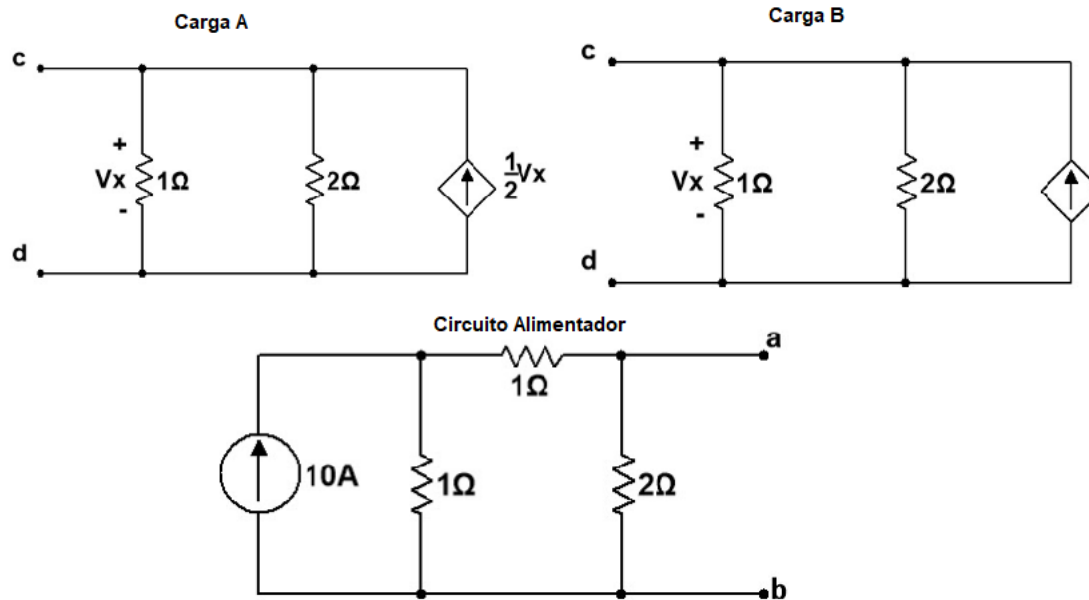 Carga A
c
+
Vx 1Ω 2Ω 1/2Vx
-
d
Carga B
c
+
Vx 1Ω 2Ω
-
d
Circuito Alimentador
a
1Ω
10A 1Ω 2Ω
b